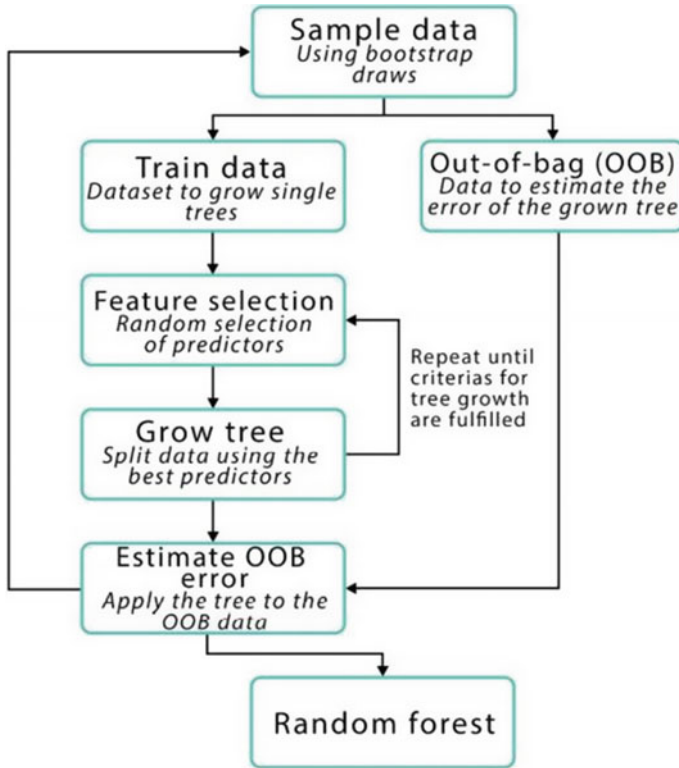 Sample data
Using bootstrap
draws
Train data
Dataset to grow single
trees
Out-of-bag (OOB)
Data to estimate the
error of the grown tree
Feature selection
Random selection
of predictors
Repeat until
criterias for
tree growth
are fulfilled
Grow tree
Split data using the
best predictors
Estimate OOB
error
Apply the tree to the
OOB data
Random forest